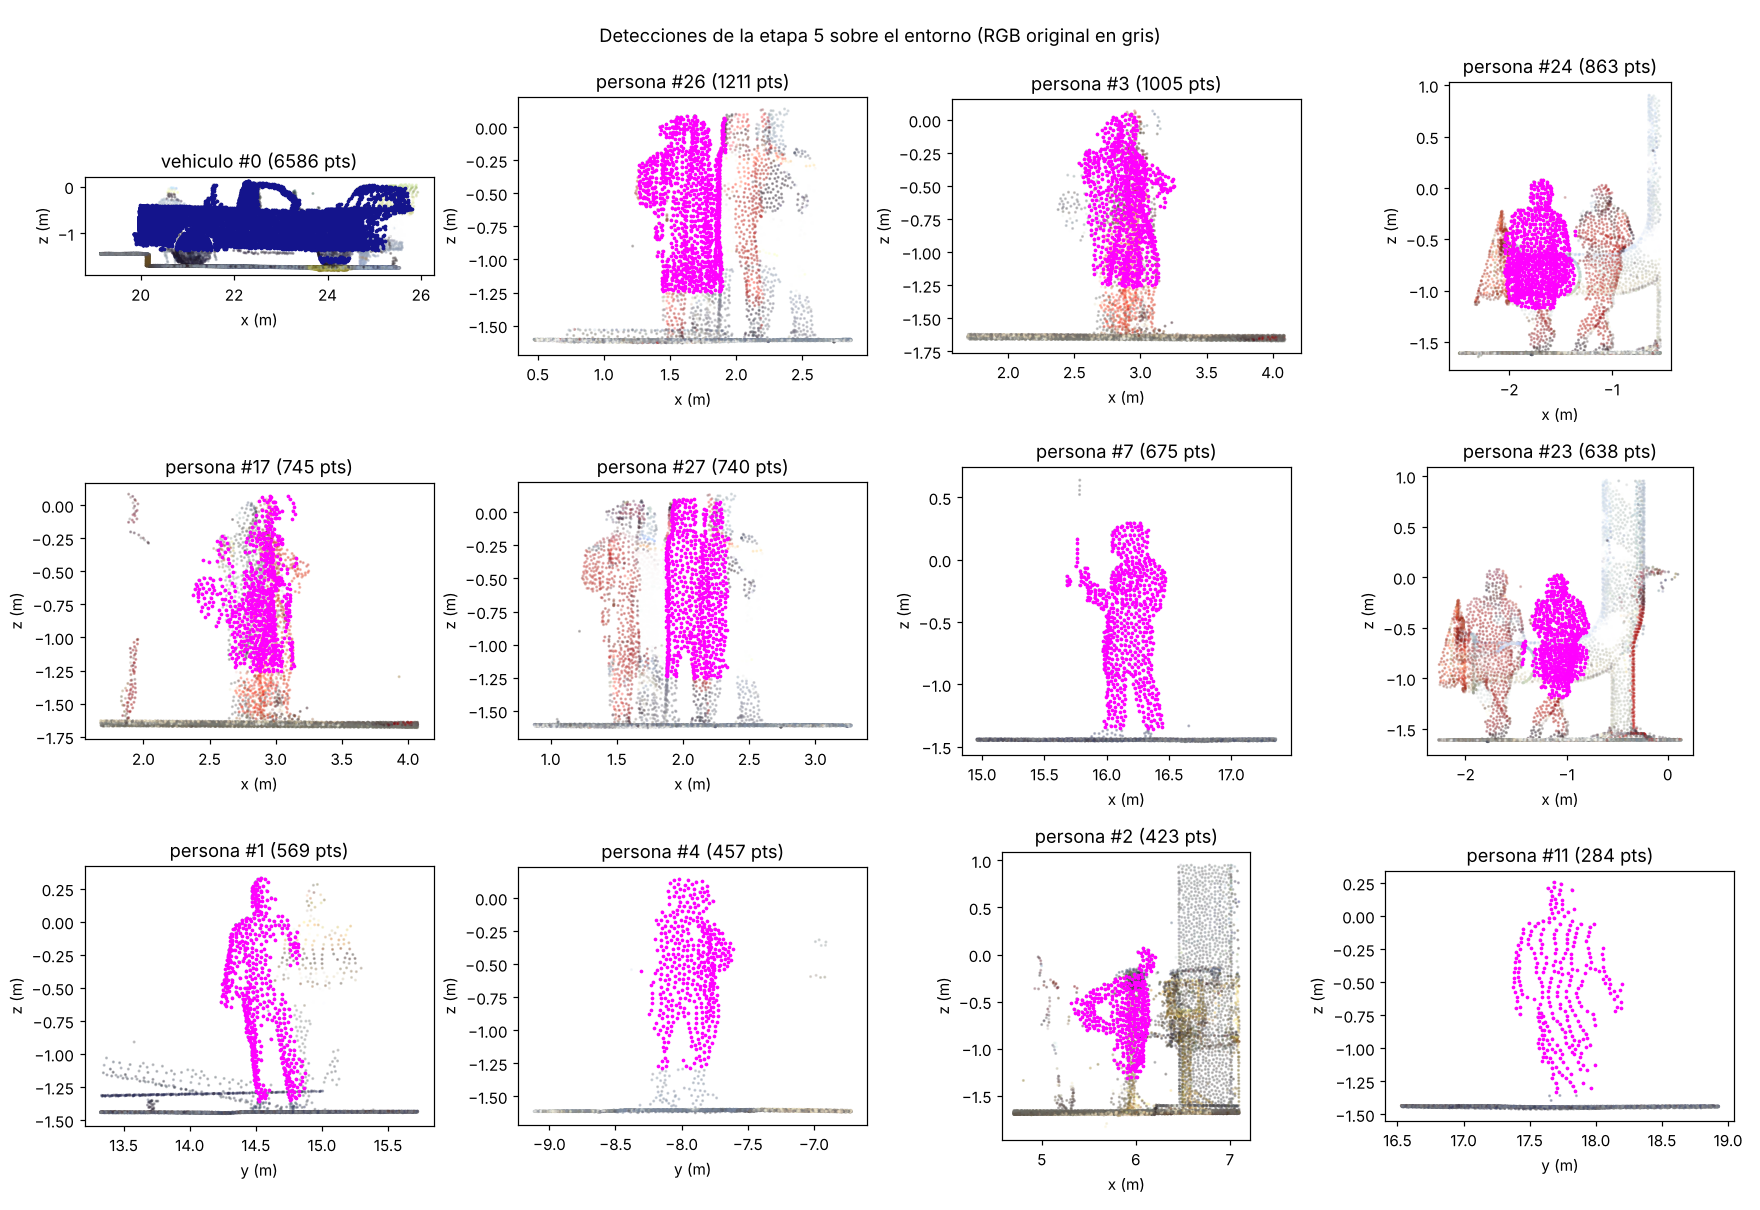 Detecciones de la etapa 5 sobre el entorno (RGB original en gris)
vehiculo #0 (6586 pts)
0
−1
z (m)
20 22 24 26
x (m)
persona #26 (1211 pts)
0.00
−0.25
−0.50
−0.75
−1.00
−1.25
−1.50
z (m)
0.5 1.0 1.5 2.0 2.5
x (m)
persona #3 (1005 pts)
0.00
−0.25
−0.50
−0.75
−1.00
−1.25
−1.50
−1.75
z (m)
2.0 2.5 3.0 3.5 4.0
x (m)
persona #24 (863 pts)
1.0
0.5
0.0
−0.5
−1.0
−1.5
z (m)
−2 −1
x (m)
persona #17 (745 pts)
0.00
−0.25
−0.50
−0.75
−1.00
−1.25
−1.50
−1.75
z (m)
2.0 2.5 3.0 3.5 4.0
x (m)
persona #27 (740 pts)
0.00
−0.25
−0.50
−0.75
−1.00
−1.25
−1.50
z (m)
1.0 1.5 2.0 2.5 3.0
x (m)
persona #7 (675 pts)
0.5
0.0
−0.5
−1.0
−1.5
z (m)
15.0 15.5 16.0 16.5 17.0
x (m)
persona #23 (638 pts)
1.0
0.5
0.0
−0.5
−1.0
−1.5
z (m)
−2 −1 0
x (m)
persona #1 (569 pts)
0.25
0.00
−0.25
−0.50
−0.75
−1.00
−1.25
−1.50
z (m)
13.5 14.0 14.5 15.0 15.5
y (m)
persona #4 (457 pts)
0.00
−0.25
−0.50
−0.75
−1.00
−1.25
−1.50
z (m)
−9.0 −8.5 −8.0 −7.5 −7.0
y (m)
persona #2 (423 pts)
1.0
0.5
0.0
−0.5
−1.0
−1.5
z (m)
5 6 7
x (m)
persona #11 (284 pts)
0.25
0.00
−0.25
−0.50
−0.75
−1.00
−1.25
−1.50
z (m)
16.5 17.0 17.5 18.0 18.5 19.0
y (m)